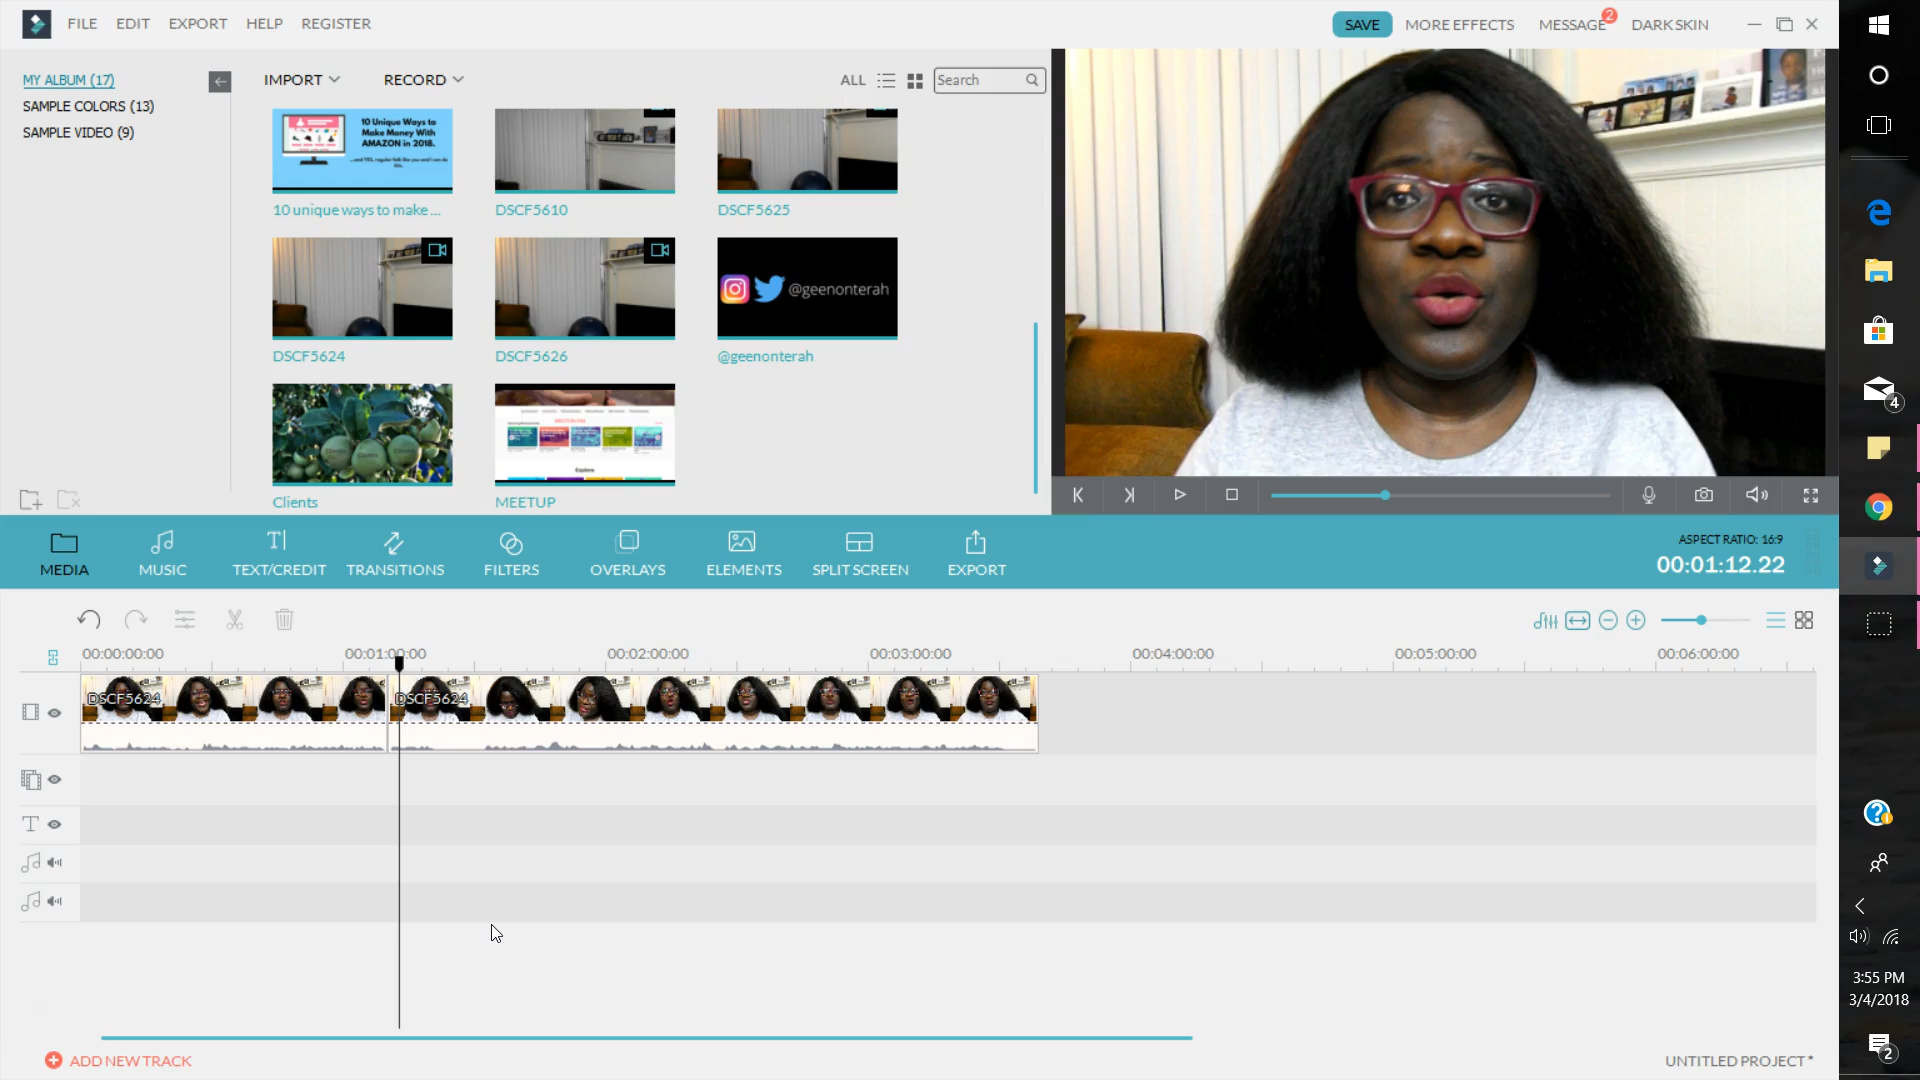 FILE EDIT EXPORT HELP REGISTER
SAVE MORE EFFECTS MESSAGE 2 DARK SKIN
MY ALBUM (17)
SAMPLE COLORS (13)
SAMPLE VIDEO (9)
IMPORT RECORD ALL Search
10 Unique Ways to
Make Money With
AMAZON in 2018.
10 unique ways to make ... DSCF5610 DSCF5625
@geenonterah
DSCF5624 DSCF5626 @geenonterah
Explore
Clients MEETUP
MEDIA MUSIC TEXT/CREDIT TRANSITIONS FILTERS OVERLAYS ELEMENTS SPLIT SCREEN EXPORT
ASPECT RATIO: 16:9
00:01:12.22
00:00:00:00 00:01:00:00 00:02:00:00 00:03:00:00 00:04:00:00 00:05:00:00 00:06:00:00
DSCF5624 DSCF5624
ADD NEW TRACK
UNTITLED PROJECT *
4
3:55 PM
3/4/2018
2